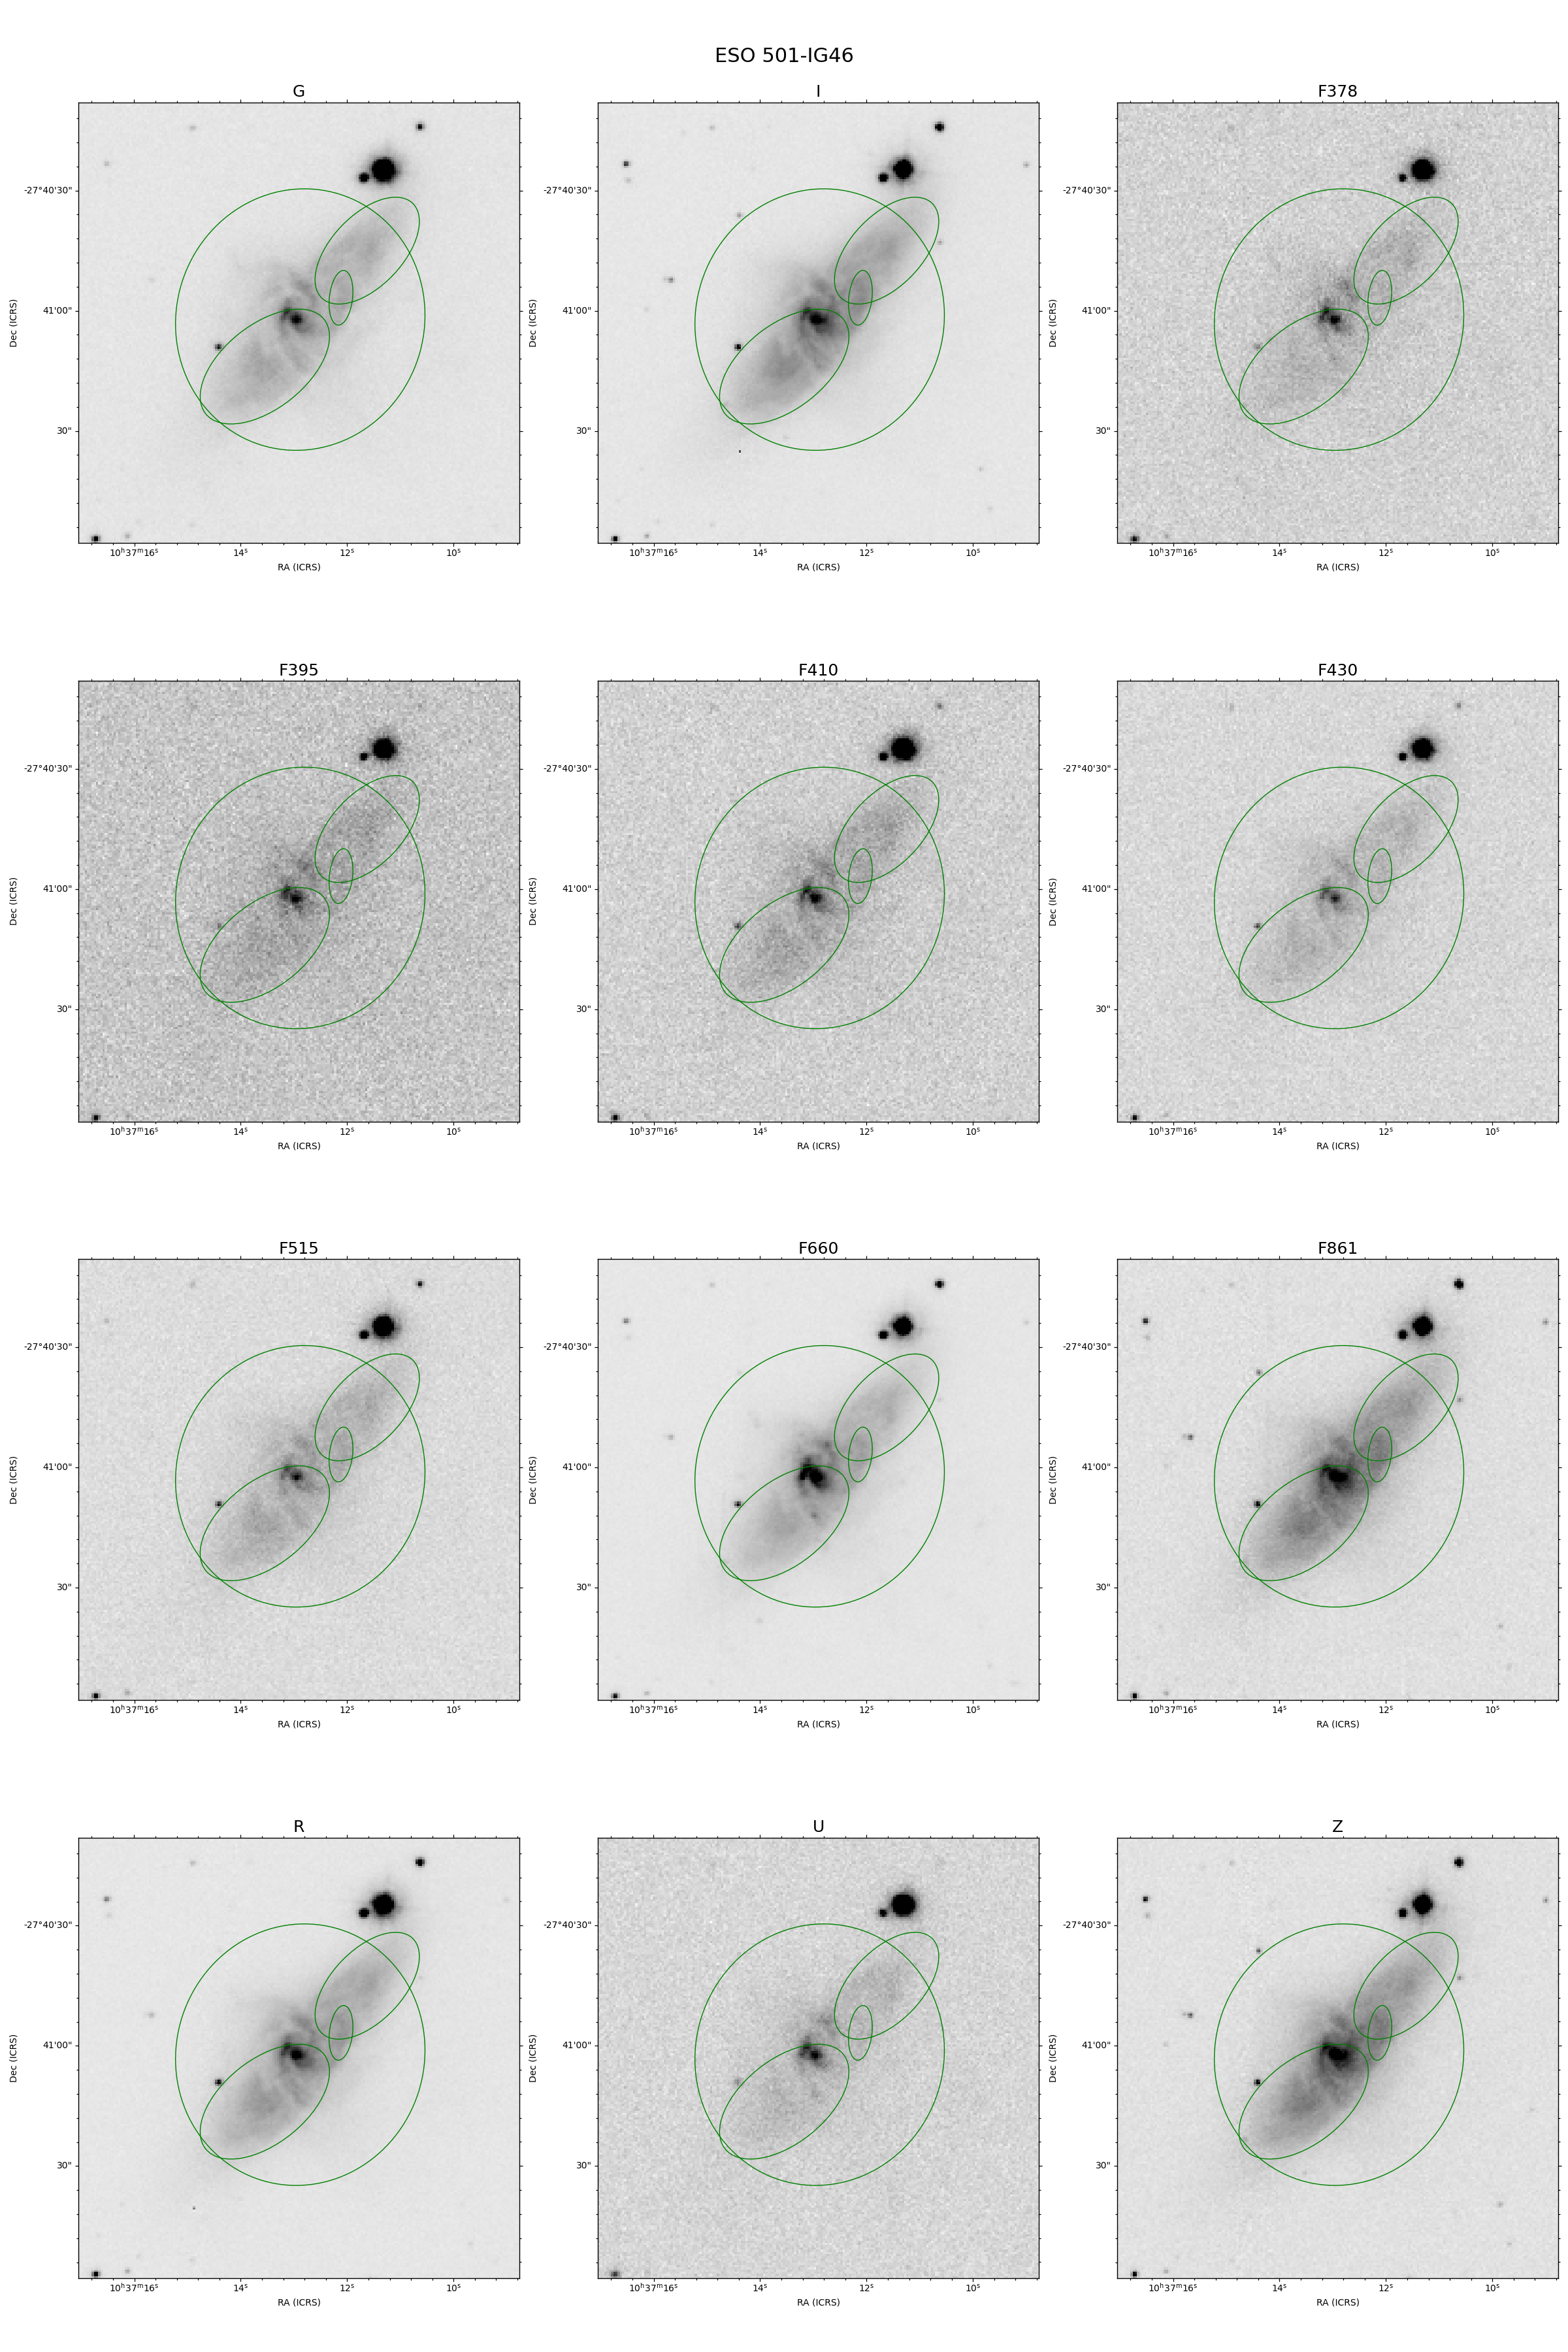 ESO 501-IG46
G I F378
-27°40'30" -27°40'30" -27°40'30"
41'00" 41'00" 41'00"
30" 30" 30"
Dec (ICRS) Dec (ICRS) Dec (ICRS)
10h37m16s 14s 12s 10s 10h37m16s 14s 12s 10s 10h37m16s 14s 12s 10s
RA (ICRS) RA (ICRS) RA (ICRS)
F395 F410 F430
-27°40'30" -27°40'30" -27°40'30"
41'00" 41'00" 41'00"
30" 30" 30"
Dec (ICRS) Dec (ICRS) Dec (ICRS)
10h37m16s 14s 12s 10s 10h37m16s 14s 12s 10s 10h37m16s 14s 12s 10s
RA (ICRS) RA (ICRS) RA (ICRS)
F515 F660 F861
-27°40'30" -27°40'30" -27°40'30"
41'00" 41'00" 41'00"
30" 30" 30"
Dec (ICRS) Dec (ICRS) Dec (ICRS)
10h37m16s 14s 12s 10s 10h37m16s 14s 12s 10s 10h37m16s 14s 12s 10s
RA (ICRS) RA (ICRS) RA (ICRS)
R U Z
-27°40'30" -27°40'30" -27°40'30"
41'00" 41'00" 41'00"
30" 30" 30"
Dec (ICRS) Dec (ICRS) Dec (ICRS)
10h37m16s 14s 12s 10s 10h37m16s 14s 12s 10s 10h37m16s 14s 12s 10s
RA (ICRS) RA (ICRS) RA (ICRS)